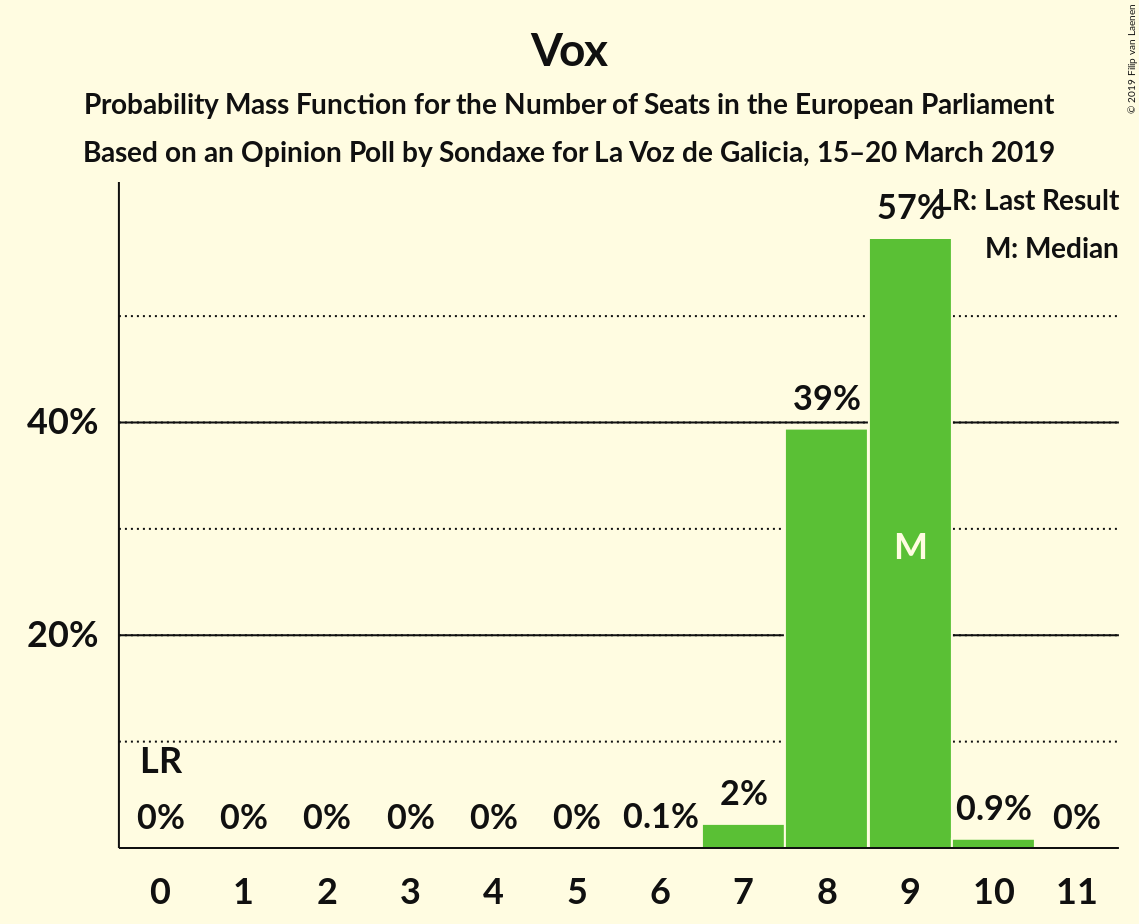 Vox
Probability Mass Function for the Number of Seats in the European Parliament
Based on an Opinion Poll by Sondaxe for La Voz de Galicia, 15–20 March 2019
© 2019 Filip van Laenen
LR: Last Result
M: Median
57%
39%
40%
M
20%
LR
0% 0% 0% 0% 0% 0% 0.1% 2% 0.9% 0%
0 1 2 3 4 5 6 7 8 9 10 11